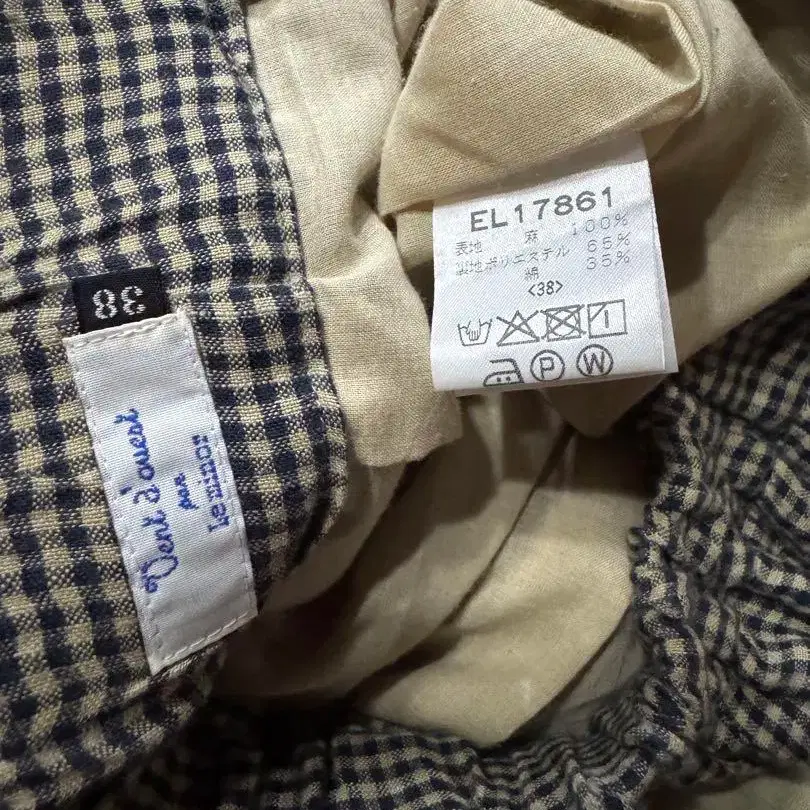 EL17861
表地 麻 100%
裏地ポリエステル 65%
綿 35%
<38>
P W
38
Vent d'ouest
par
Le minor